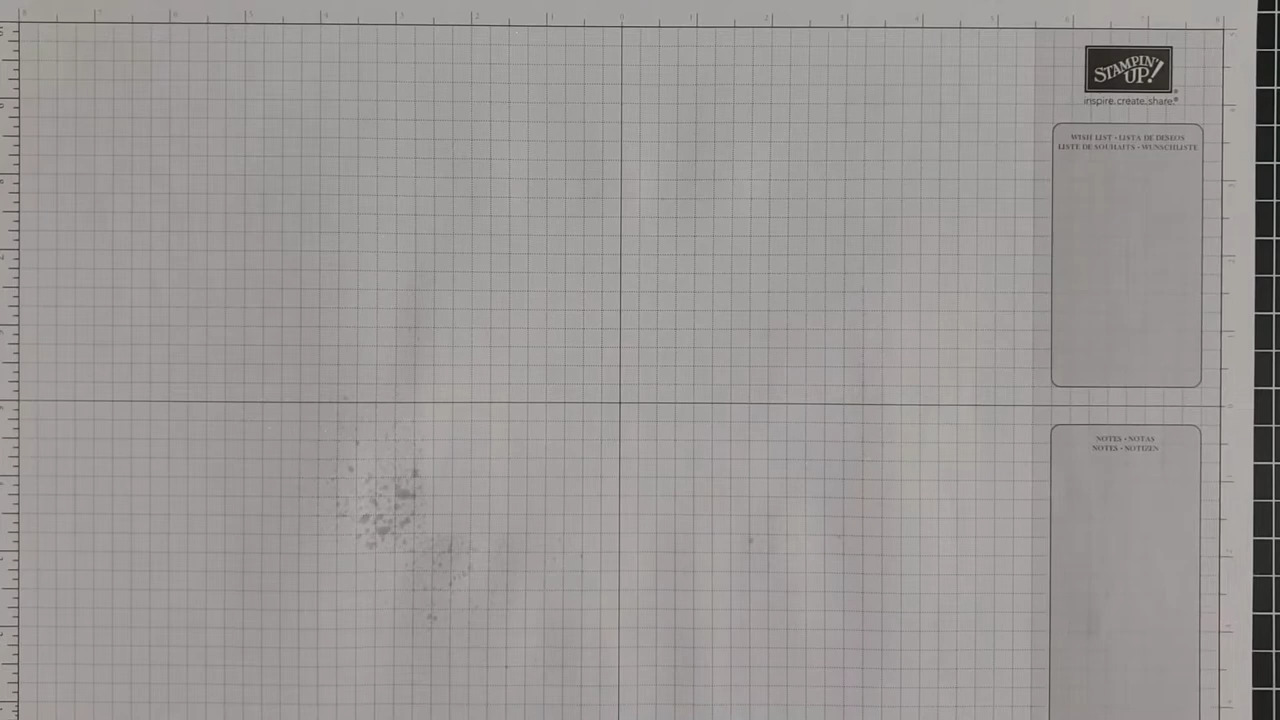 STAMPIN'
UP!
inspire.create.share.®
WISH LIST • LISTA DE DESEOS
LISTE DE SOUHAITS • WUNSCHLISTE
NOTES • NOTAS
NOTES • NOTIZEN